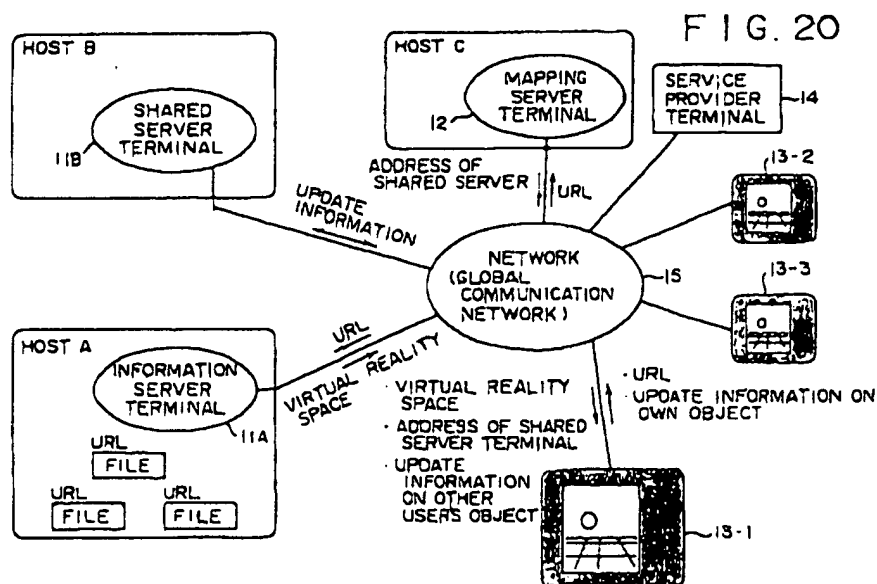 FIG. 20
HOST B
SHARED
SERVER
TERMINAL
11B
HOST C
MAPPING
SERVER
TERMINAL
12
SERVICE
PROVIDER
TERMINAL
14
ADDRESS OF
SHARED SERVER
URL
13-2
UPDATE
INFORMATION
NETWORK
(GLOBAL
COMMUNICATION
NETWORK)
15
13-3
HOST A
INFORMATION
SERVER
TERMINAL
11A
URL
FILE
URL
FILE
URL
FILE
URL
VIRTUAL REALITY
SPACE
· VIRTUAL REALITY
SPACE
· ADDRESS OF SHARED
SERVER TERMINAL
· UPDATE
INFORMATION
ON OTHER
USERS OBJECT
· URL
· UPDATE INFORMATION ON
OWN OBJECT
13-1